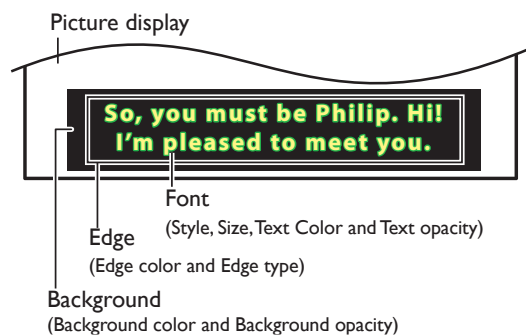 Picture display
So, you must be Philip. Hi!
I'm pleased to meet you.
Font
(Style, Size, Text Color and Text opacity)
Edge
(Edge color and Edge type)
Background
(Background color and Background opacity)